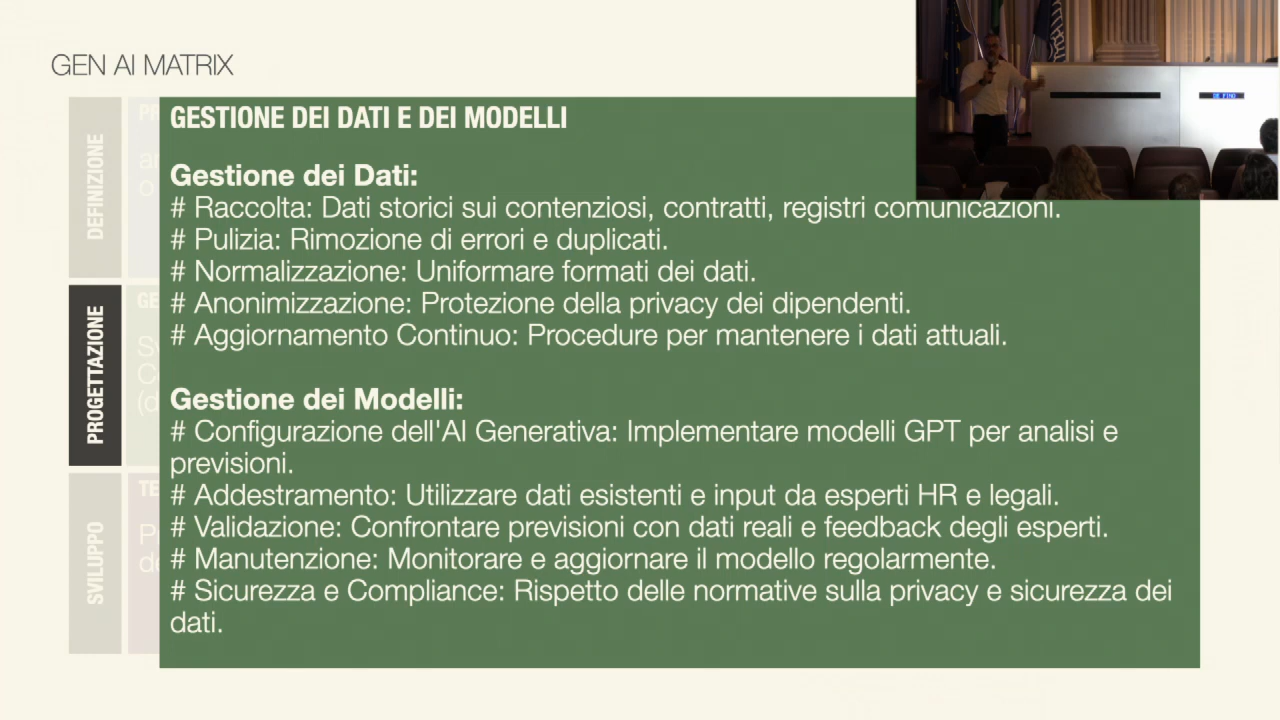 GEN AI MATRIX
DEFINIZIONE
PROGETTAZIONE
SVILUPPO
GESTIONE DEI DATI E DEI MODELLI
Gestione dei Dati:
# Raccolta: Dati storici sui contenziosi, contratti, registri comunicazioni.
# Pulizia: Rimozione di errori e duplicati.
# Normalizzazione: Uniformare formati dei dati.
# Anonimizzazione: Protezione della privacy dei dipendenti.
# Aggiornamento Continuo: Procedure per mantenere i dati attuali.
Gestione dei Modelli:
# Configurazione dell'AI Generativa: Implementare modelli GPT per analisi e
previsioni.
# Addestramento: Utilizzare dati esistenti e input da esperti HR e legali.
# Validazione: Confrontare previsioni con dati reali e feedback degli esperti.
# Manutenzione: Monitorare e aggiornare il modello regolarmente.
# Sicurezza e Compliance: Rispetto delle normative sulla privacy e sicurezza dei
dati.